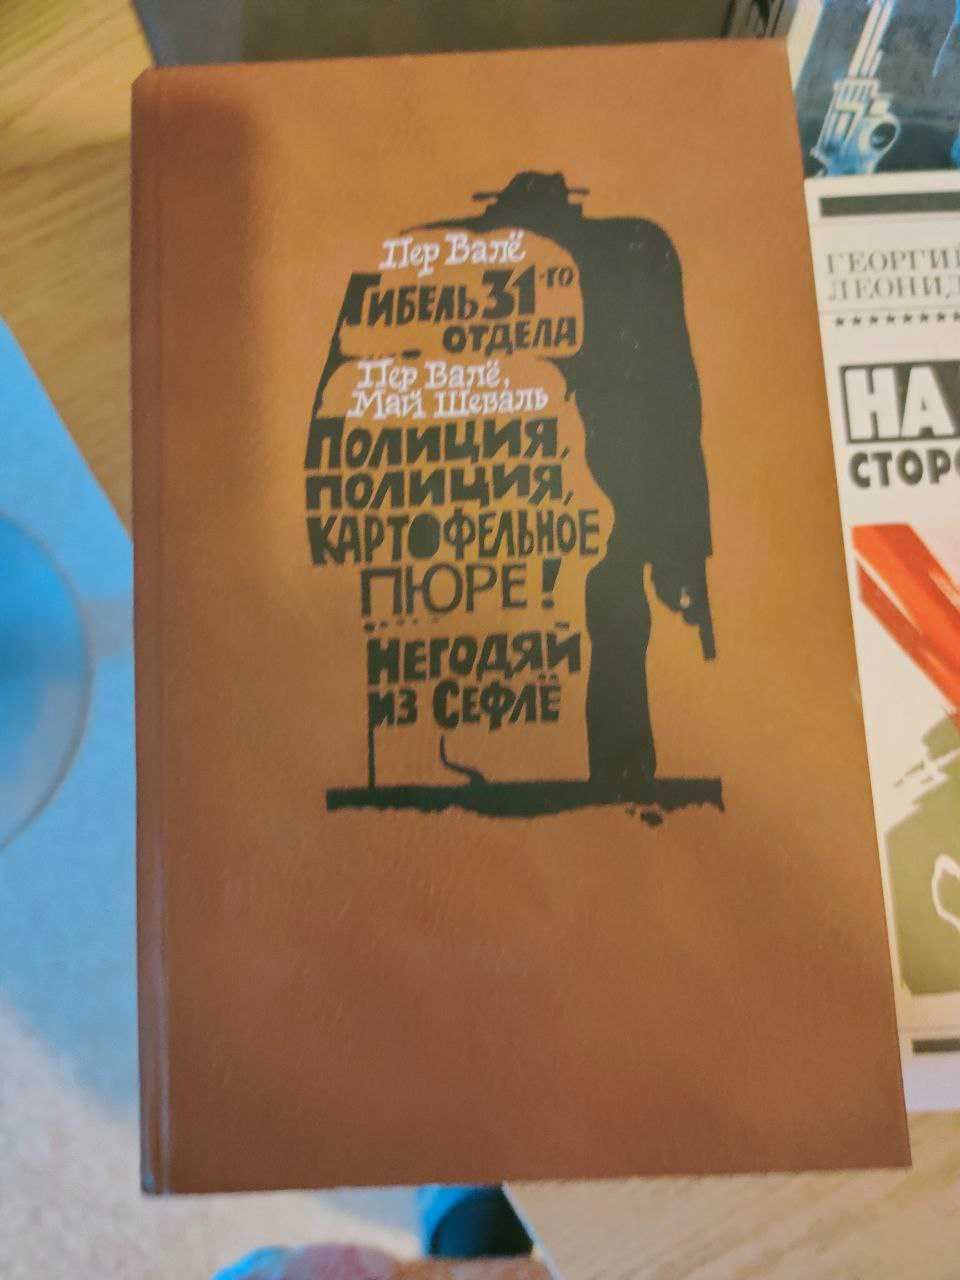 Пер Валё
Гибель 31-го
отдела
Пер Валё,
Май Шеваль
Полиция,
полиция,
картофельное
пюре!
Негодяй
из Сефлё
ГЕОРГИЙ
ЛЕОНИД
НА
СТОРО